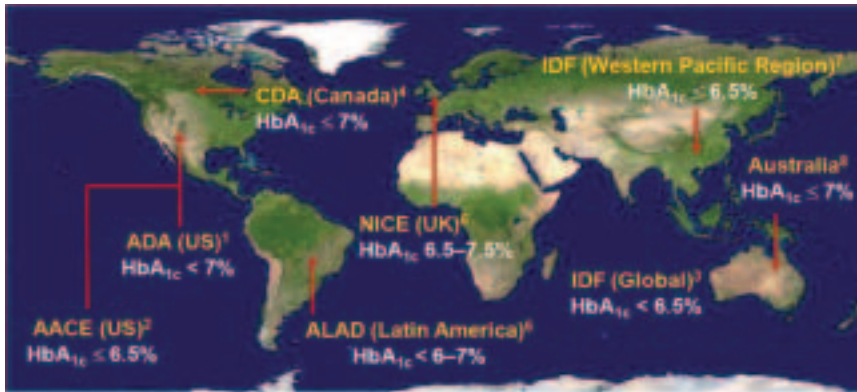 IDF (Western Pacific Region)⁷
HbA₁c ≤ 6.5%
CDA (Canada)⁴
HbA₁c ≤ 7%
Australia⁸
HbA₁c ≤ 7%
NICE (UK)
HbA₁c 6.5–7.5%
ADA (US)¹
HbA₁c < 7%
IDF (Global)³
HbA₁c < 6.5%
AACE (US)²
HbA₁c ≤ 6.5%
ALAD (Latin America)
HbA₁c < 6–7%